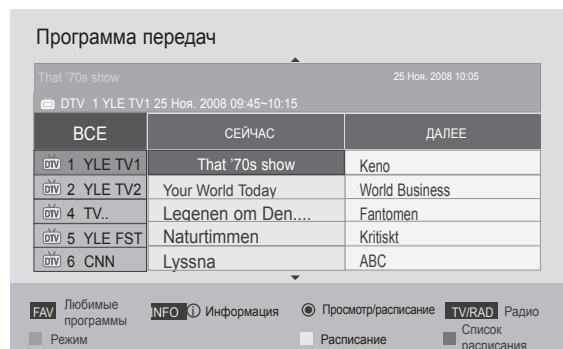 Программа передач
That '70s show 25 Ноя. 2008 10:05
DTV 1 YLE TV1 25 Ноя. 2008 09:45~10:15
ВСЕ СЕЙЧАС ДАЛЕЕ
DTV 1 YLE TV1 That '70s show Keno
DTV 2 YLE TV2 Your World Today World Business
DTV 4 TV.. Legenen om Den.... Fantomen
DTV 5 YLE FST Naturtimmen Kritiskt
DTV 6 CNN Lyssna ABC
FAV Любимые программы INFO i Информация Просмотр/расписание TV/RAD Радио
Режим Расписание Список расписания